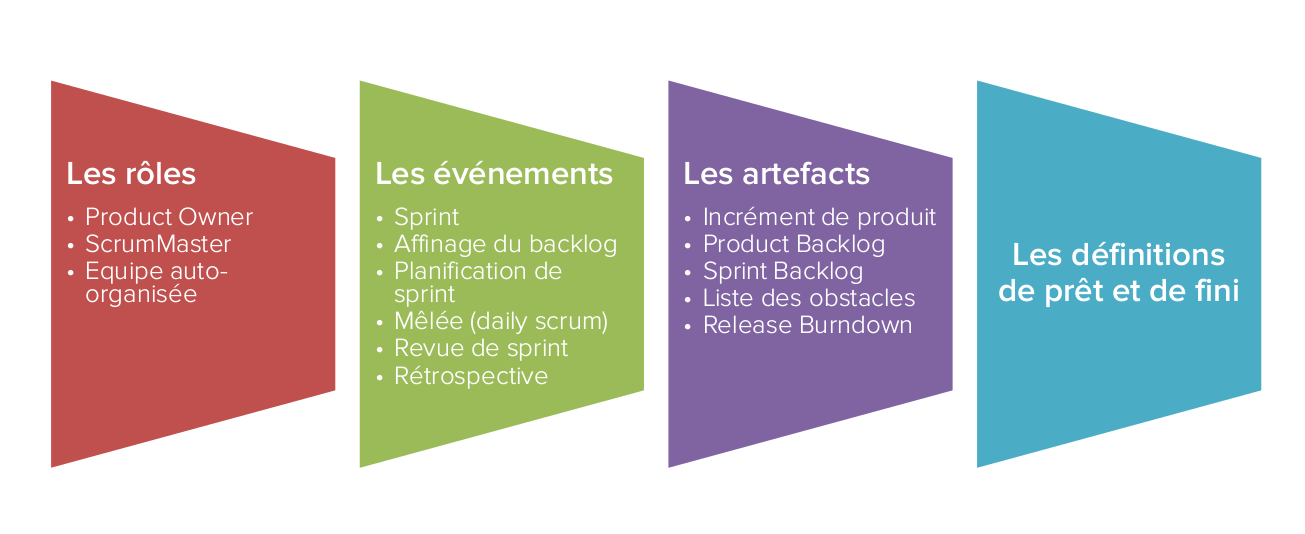 Les rôles
• Product Owner
• ScrumMaster
• Equipe auto-
organisée
Les événements
• Sprint
• Affinage du backlog
• Planification de
sprint
• Mêlée (daily scrum)
• Revue de sprint
• Rétrospective
Les artefacts
• Incrément de produit
• Product Backlog
• Sprint Backlog
• Liste des obstacles
• Release Burndown
Les définitions
de prêt et de fini